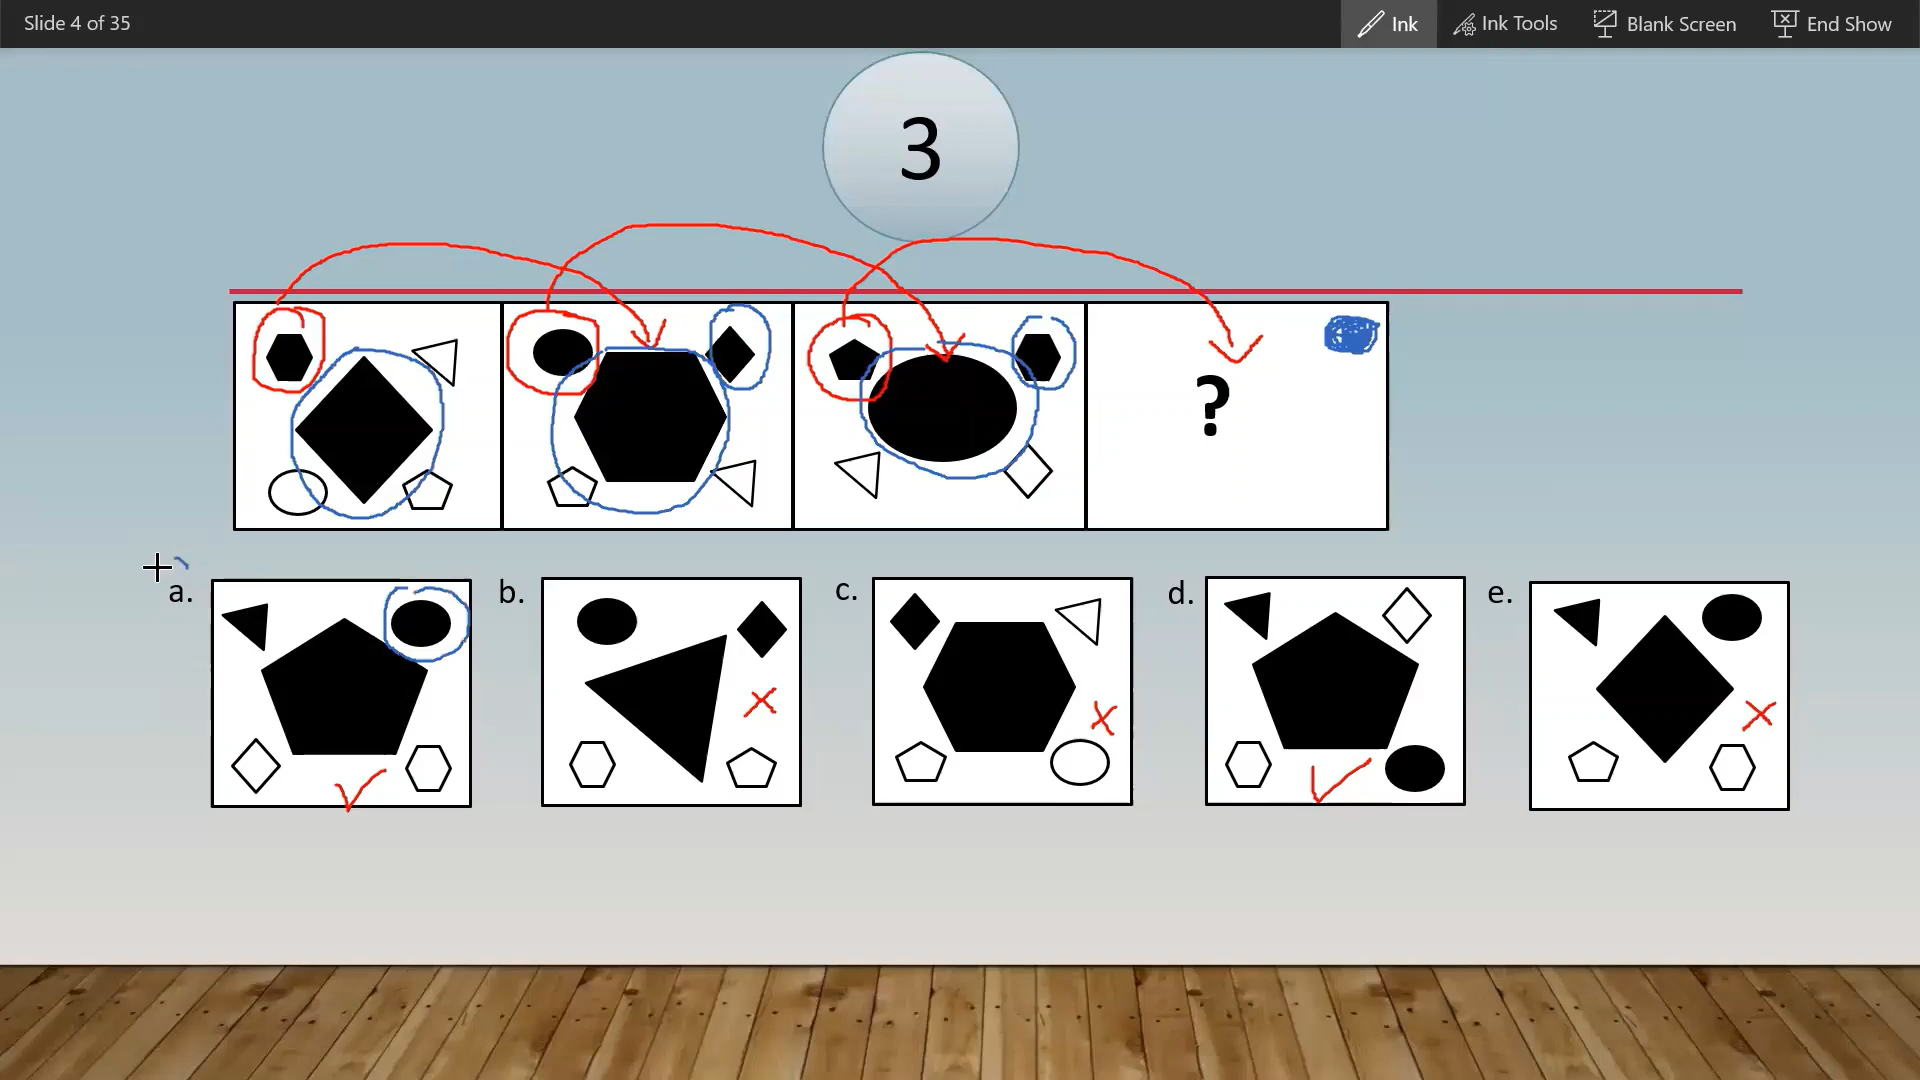 Slide 4 of 35
Ink
Ink Tools
Blank Screen
End Show
3
?
a.
b.
c.
d.
e.